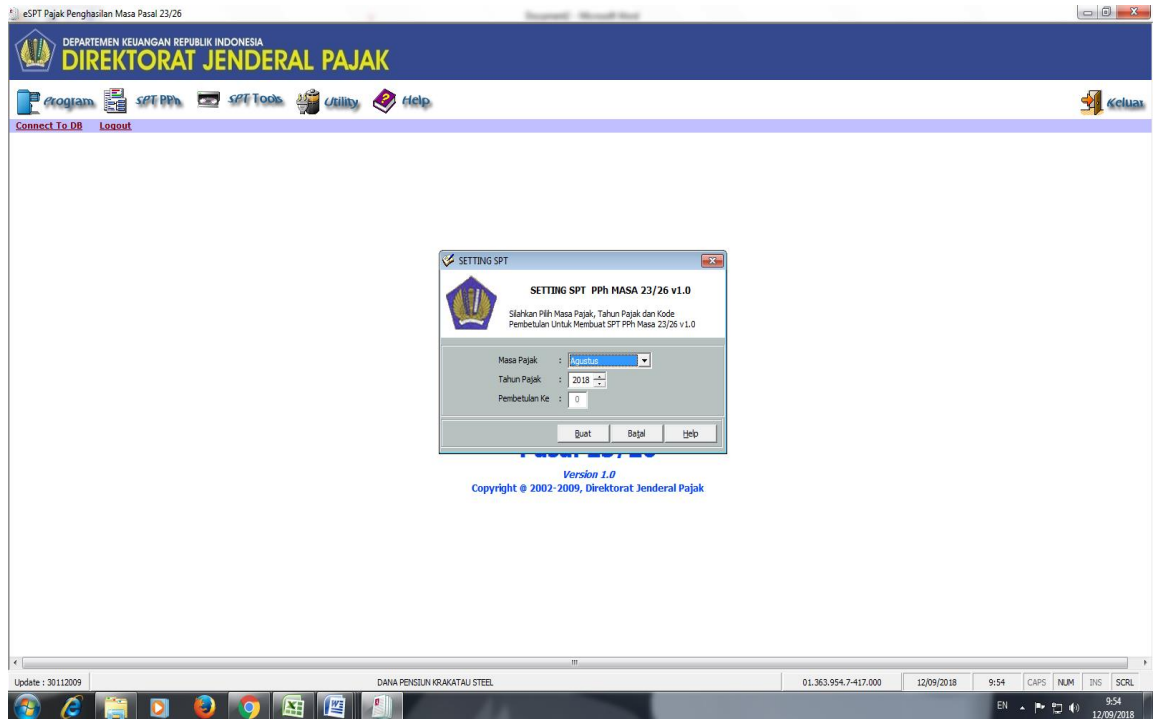 eSPT Pajak Penghasilan Masa Pasal 23/26
DEPARTEMEN KEUANGAN REPUBLIK INDONESIA
DIREKTORAT JENDERAL PAJAK
Program SPT PPh SPT Tools Utility Help Keluar
Connect To DB Logout
SETTING SPT
SETTING SPT PPh MASA 23/26 v1.0
Silahkan Pilih Masa Pajak, Tahun Pajak dan Kode
Pembetulan Untuk Membuat SPT PPh Masa 23/26 v1.0
Masa Pajak : Agustus
Tahun Pajak : 2018
Pembetulan Ke : 0
Buat Batal Help
Version 1.0
Copyright @ 2002-2009, Direktorat Jenderal Pajak
Update : 30112009 DANA PENSIUN KRAKATAU STEEL 01.363.954.7-417.000 12/09/2018 9:54 CAPS NUM INS SCRL
EN 9:54
12/09/2018